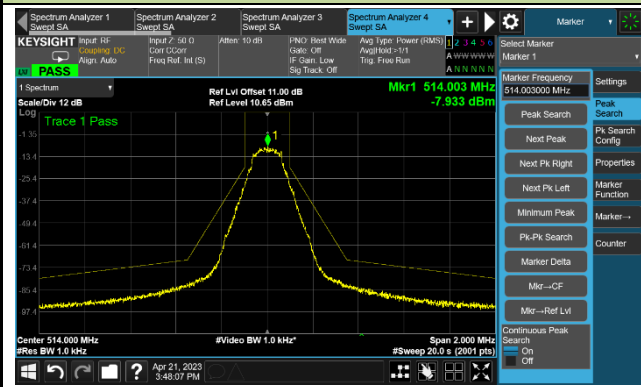 Spectrum Analyzer 1
Swept SA
Spectrum Analyzer 2
Swept SA
Spectrum Analyzer 3
Swept SA
Spectrum Analyzer 4
Swept SA
Marker
KEYSIGHT
Input: RF
Coupling: DC
Align: Auto
Input Z: 50 Ω
Corr CCorr
Freq Ref: Int (S)
Atten: 10 dB
PNO: Best Wide
Gate: Off
IF Gain: Low
Sig Track: Off
Avg Type: Power (RMS)
Avg|Hold:>1/1
Trig: Free Run
1 2 3 4 5 6
A W W W W W
A N N N N N
LXI
PASS
Select Marker
Marker 1
1 Spectrum
Scale/Div 12 dB
Log
Ref Lvl Offset 11.00 dB
Ref Level 10.65 dBm
Mkr1 514.003 MHz
-7.933 dBm
Trace 1 Pass
1
-1.35
-13.4
-25.4
-37.4
-49.4
-61.4
-73.4
-85.4
-97.4
Center 514.000 MHz
#Res BW 1.0 kHz
#Video BW 1.0 kHz*
Span 2.000 MHz
#Sweep 20.0 s (2001 pts)
Marker Frequency
514.003000 MHz
Peak Search
Next Peak
Next Pk Right
Next Pk Left
Minimum Peak
Pk-Pk Search
Marker Delta
Mkr→CF
Mkr→Ref Lvl
Continuous Peak
Search
On
Off
Settings
Peak
Search
Pk Search
Config
Properties
Marker
Function
Marker→
Counter
?
Apr 21, 2023
3:48:07 PM